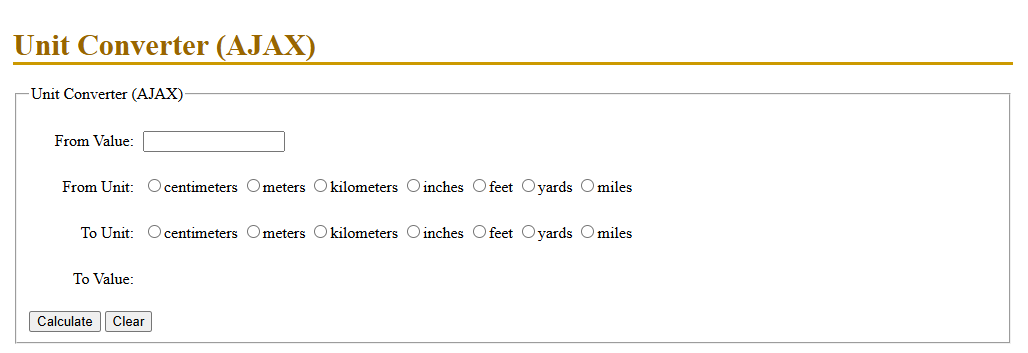 Unit Converter (AJAX)
Unit Converter (AJAX)
From Value:
From Unit: centimeters meters kilometers inches feet yards miles
To Unit: centimeters meters kilometers inches feet yards miles
To Value:
Calculate Clear